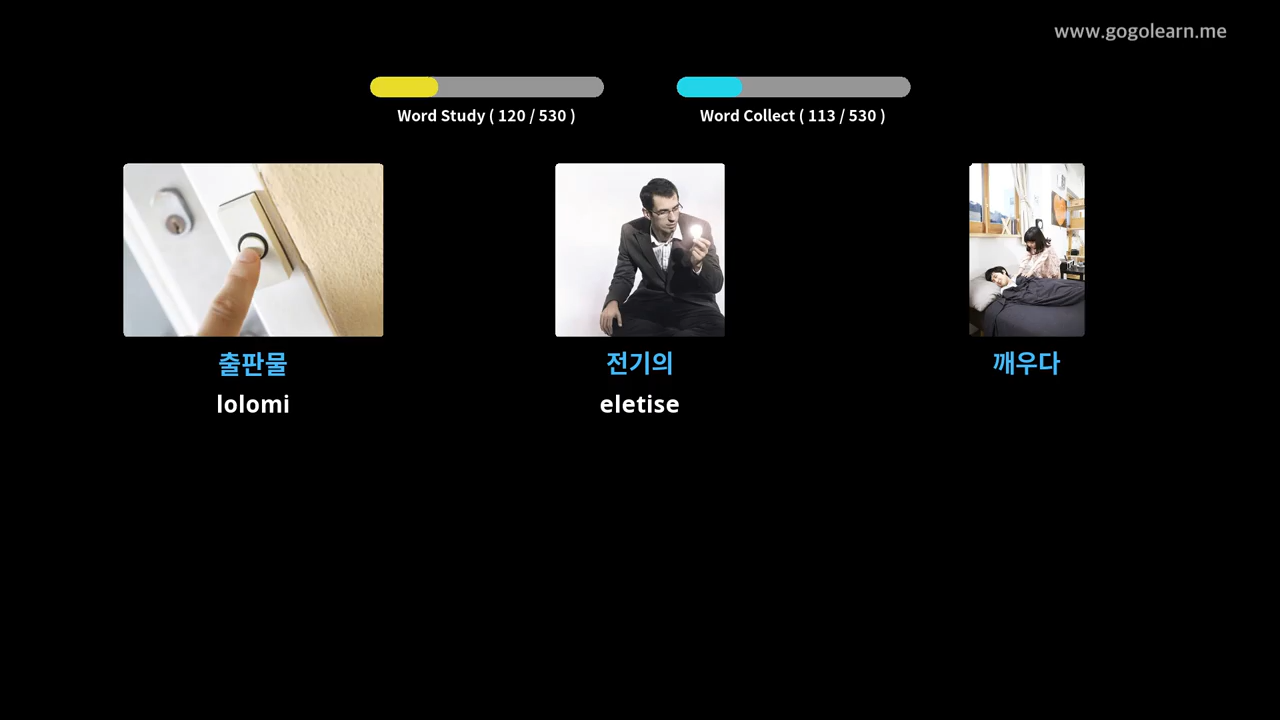 www.gogolearn.me
Word Study ( 120 / 530 )
Word Collect ( 113 / 530 )
출판물
전기의
깨우다
lolomi
eletise